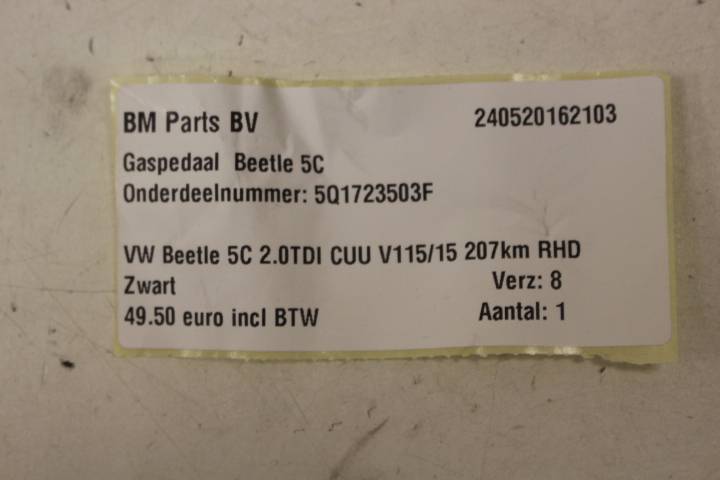 BM Parts BV 240520162103
Gaspedaal Beetle 5C
Onderdeelnummer: 5Q1723503F
VW Beetle 5C 2.0TDI CUU V115/15 207km RHD
Zwart Verz: 8
49.50 euro incl BTW Aantal: 1